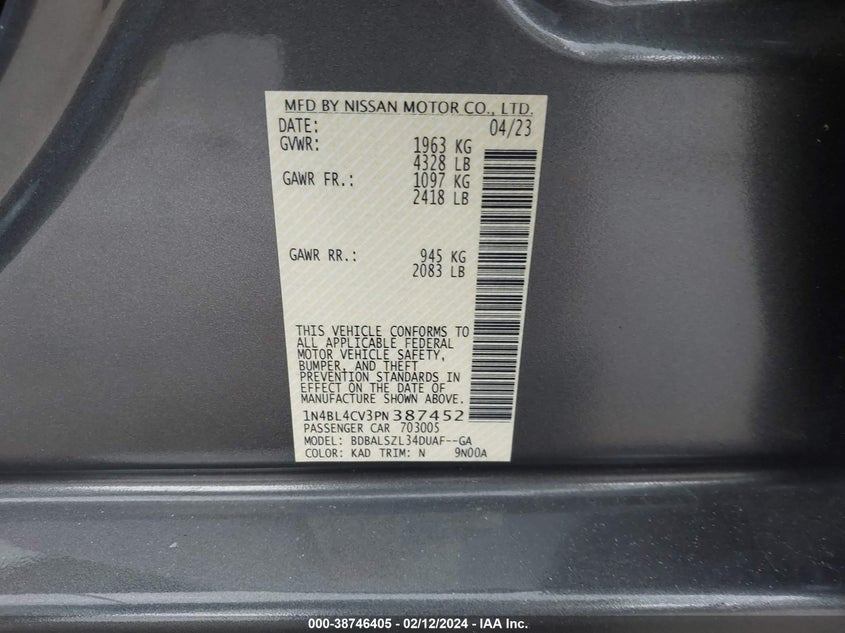 MFD BY NISSAN MOTOR CO., LTD.
DATE: 04/23
GVWR: 1963 KG
4328 LB
GAWR FR.: 1097 KG
2418 LB
GAWR RR.: 945 KG
2083 LB
THIS VEHICLE CONFORMS TO
ALL APPLICABLE FEDERAL
MOTOR VEHICLE SAFETY,
BUMPER, AND THEFT
PREVENTION STANDARDS IN
EFFECT ON THE DATE OF
MANUFACTURE SHOWN ABOVE.
1N4BL4CV3PN387452
PASSENGER CAR 703005
MODEL: BDBALSZL34DUAF--GA
COLOR: KAD TRIM: N 9N00A
000-38746405 - 02/12/2024 - IAA Inc.